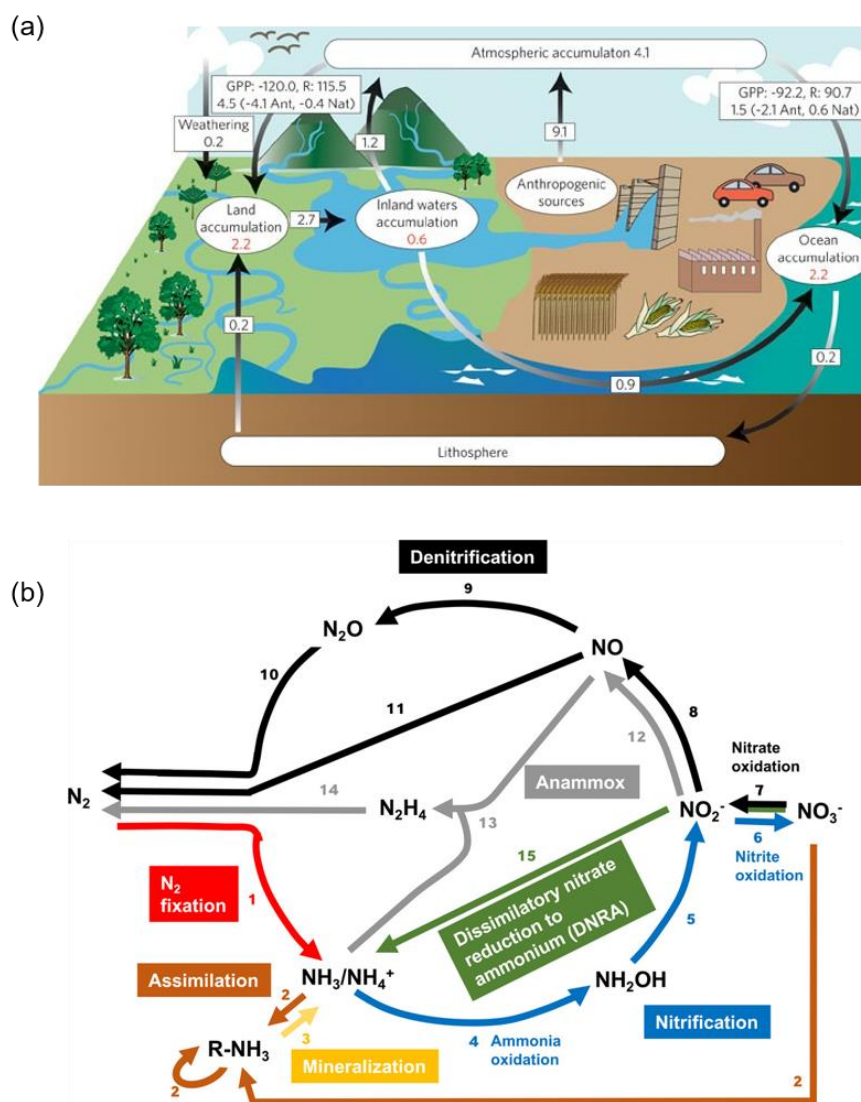 (a)
Atmospheric accumulaton 4.1
GPP: -120.0, R: 115.5
4.5 (-4.1 Ant, -0.4 Nat)
GPP: -92.2, R: 90.7
1.5 (-2.1 Ant, 0.6 Nat)
Weathering
0.2
1.2
9.1
Land
accumulation
2.2
2.7
Inland waters
accumulation
0.6
Anthropogenic
sources
Ocean
accumulation
2.2
0.2
0.9
0.2
Lithosphere
(b)
Denitrification
9
N₂O
NO
10
11
8
12
Nitrate
oxidation
7
Anammox
N₂
14
N₂H₄
13
NO₂⁻
NO₃⁻
15
6
Nitrite
oxidation
N₂
fixation
1
Dissimilatory nitrate
reduction to
ammonium (DNRA)
5
Assimilation
NH₃/NH₄⁺
NH₂OH
2
3
4
Ammonia
oxidation
Nitrification
R-NH₃
Mineralization
2
2